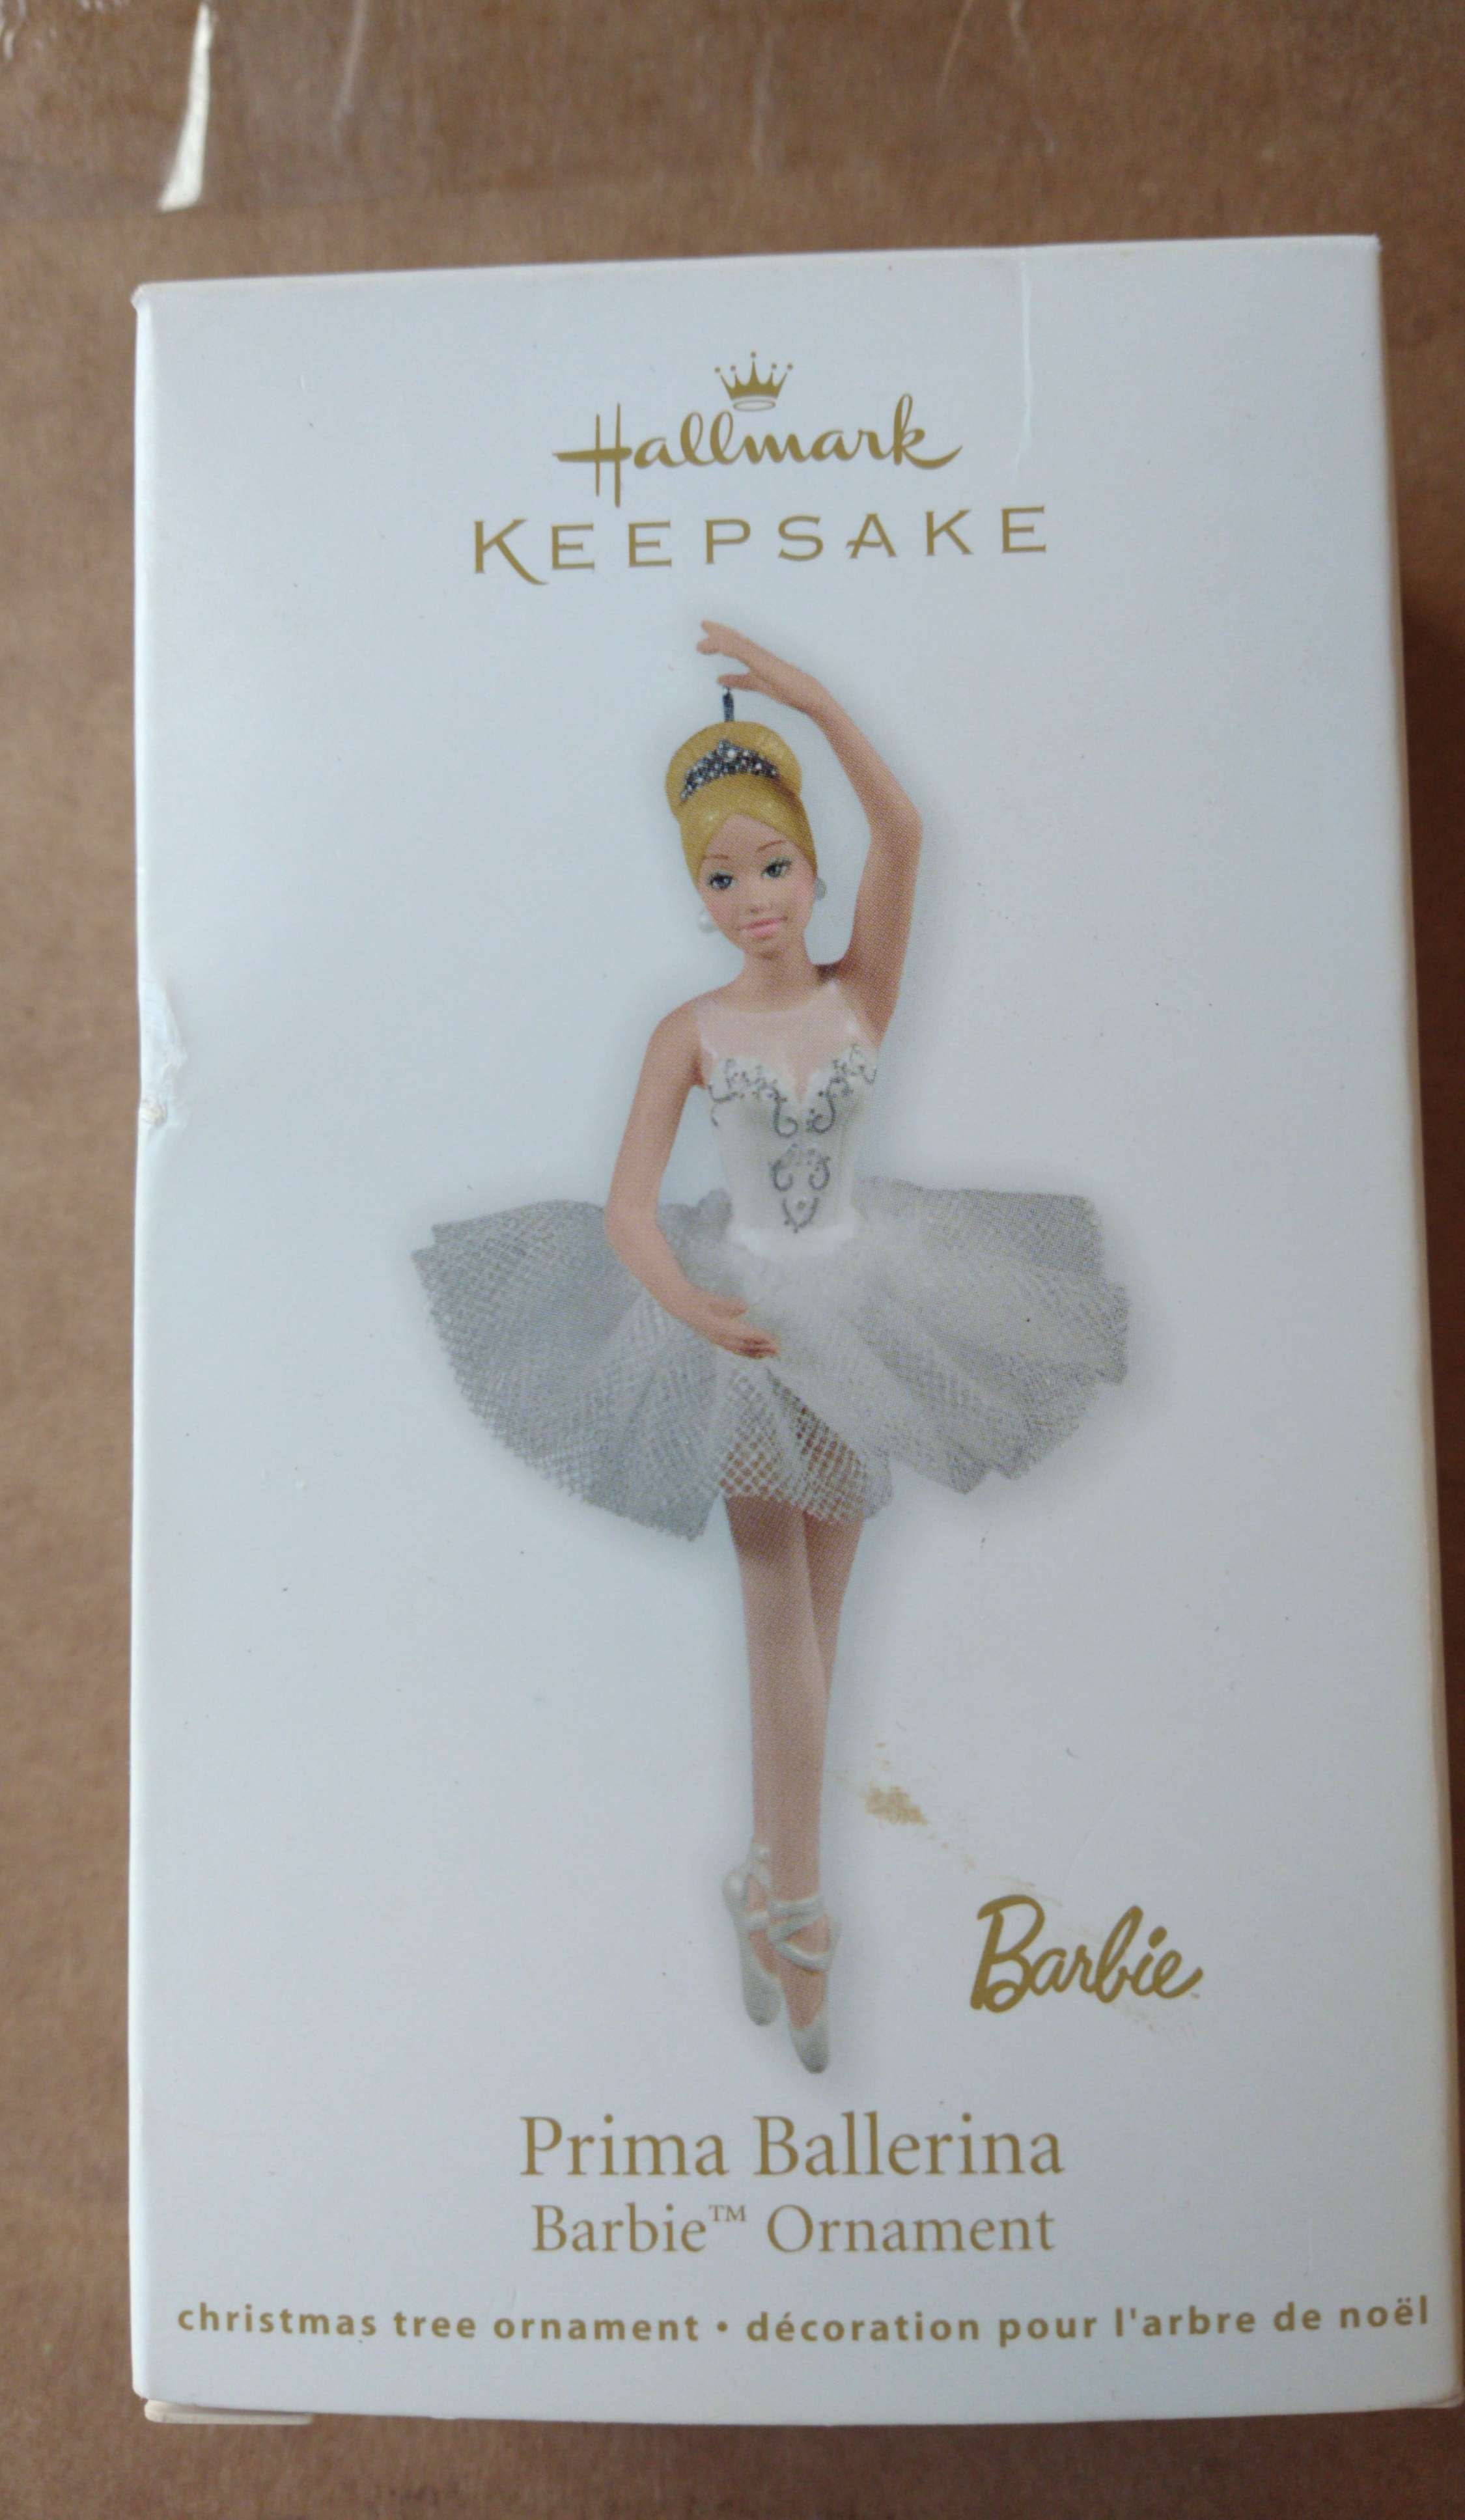 Hallmark
KEEPSAKE
Barbie
Prima Ballerina
Barbie™ Ornament
christmas tree ornament • décoration pour l'arbre de noël